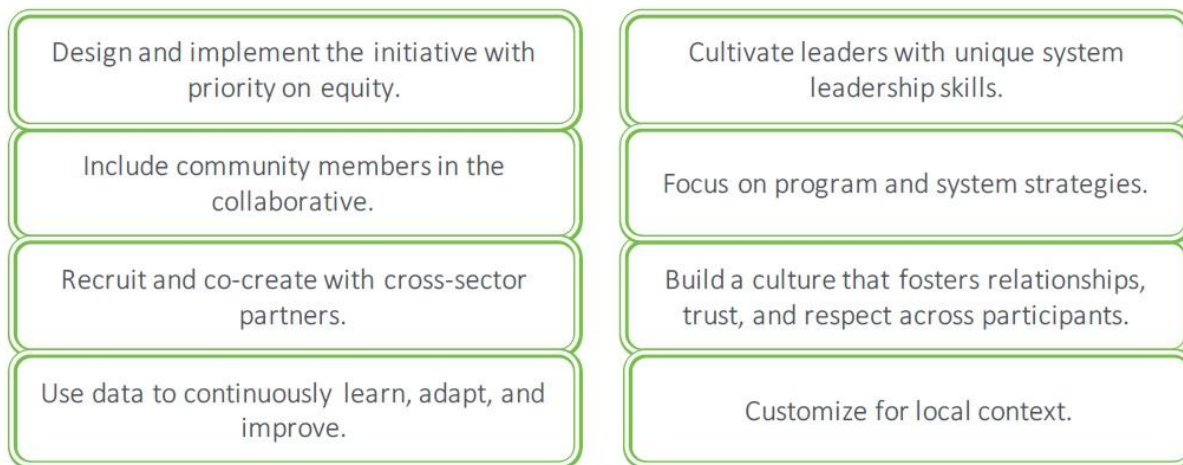 Design and implement the initiative with
priority on equity.
Include community members in the
collaborative.
Recruit and co-create with cross-sector
partners.
Use data to continuously learn, adapt, and
improve.
Cultivate leaders with unique system
leadership skills.
Focus on program and system strategies.
Build a culture that fosters relationships,
trust, and respect across participants.
Customize for local context.